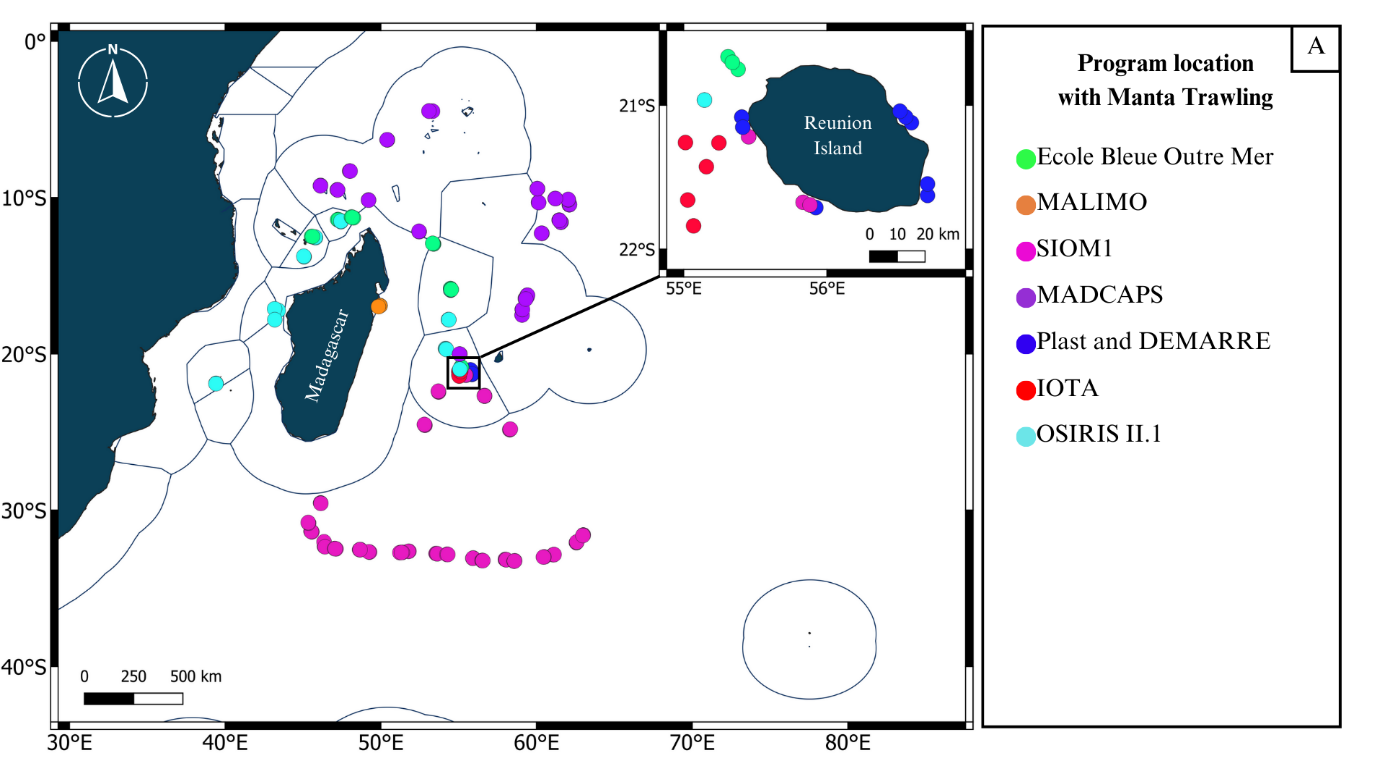 0°
10°S
20°S
30°S
40°S
30°E
40°E
50°E
60°E
70°E
80°E
N
Madagascar
0 250 500 km
21°S
22°S
55°E
56°E
Reunion
Island
0 10 20 km
A
Program location
with Manta Trawling
Ecole Bleue Outre Mer
MALIMO
SIOM1
MADCAPS
Plast and DEMARRE
IOTA
OSIRIS II.1